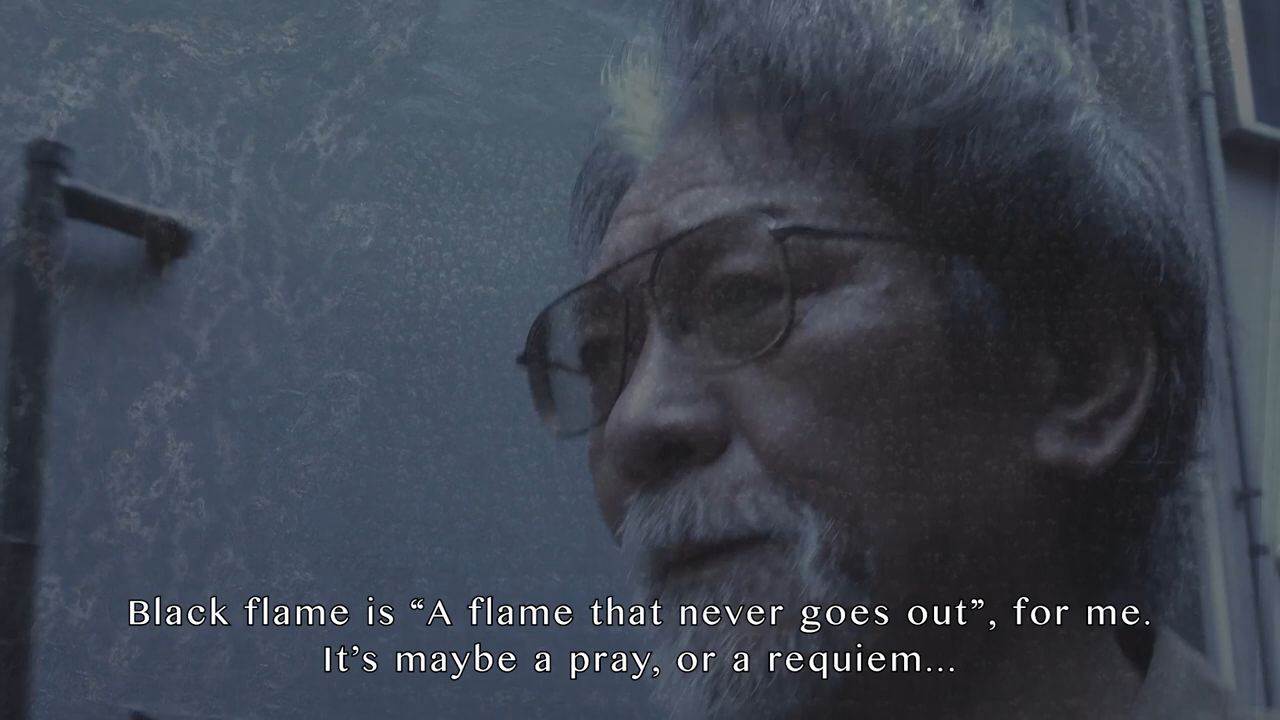 Black flame is “A flame that never goes out”, for me.
It’s maybe a pray, or a requiem...